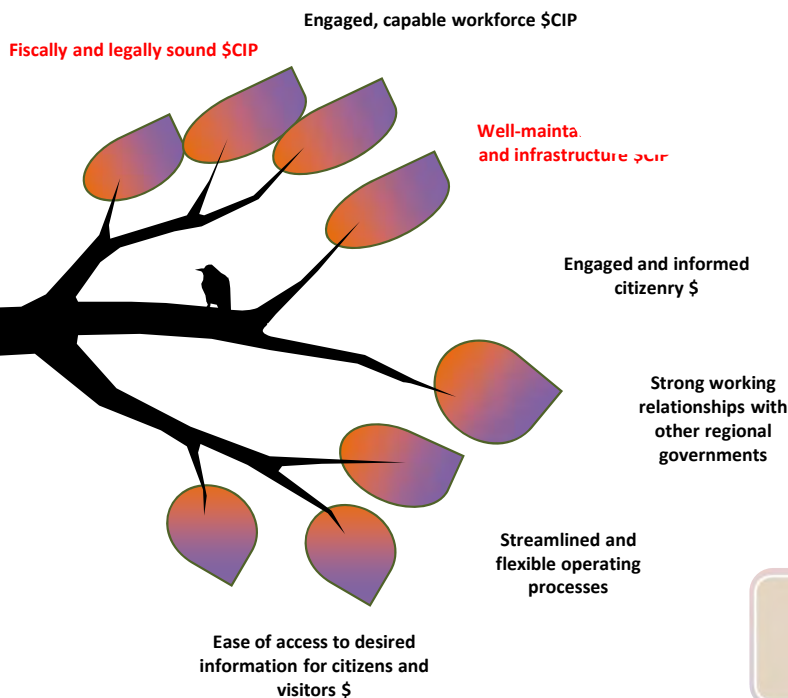 Engaged, capable workforce $CIP
Fiscally and legally sound $CIP
and infrastructure $CIP
Engaged and informed
citizenry $
Strong working
relationships with
other regional
governments
Streamlined and
flexible operating
processes
Ease of access to desired
information for citizens and
visitors $